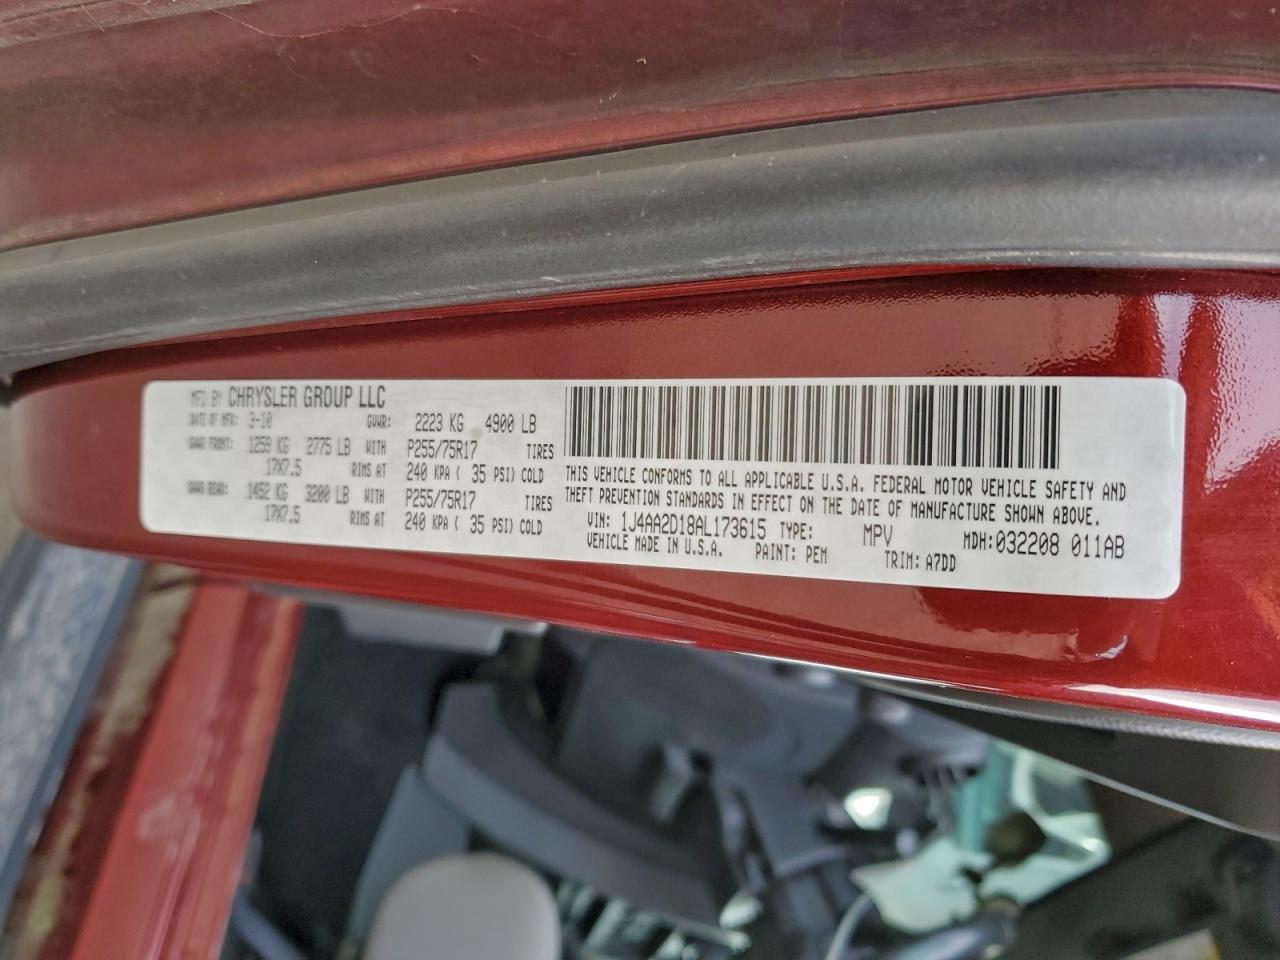 MFD BY CHRYSLER GROUP LLC
DATE OF MFR: 3-10 GVWR: 2223 KG 4900 LB
GAWR FRONT: 1259 KG 2775 LB WITH P255/75R17 TIRES
17X7.5 RIMS AT 240 KPA ( 35 PSI) COLD
GAWR REAR: 1452 KG 3200 LB WITH P255/75R17 TIRES
17X7.5 RIMS AT 240 KPA ( 35 PSI) COLD
THIS VEHICLE CONFORMS TO ALL APPLICABLE U.S.A. FEDERAL MOTOR VEHICLE SAFETY AND
THEFT PREVENTION STANDARDS IN EFFECT ON THE DATE OF MANUFACTURE SHOWN ABOVE.
VIN: 1J4AA2D18AL173615 TYPE: MPV MDH:032208 011AB
VEHICLE MADE IN U.S.A. PAINT: PEM TRIM: A7DD